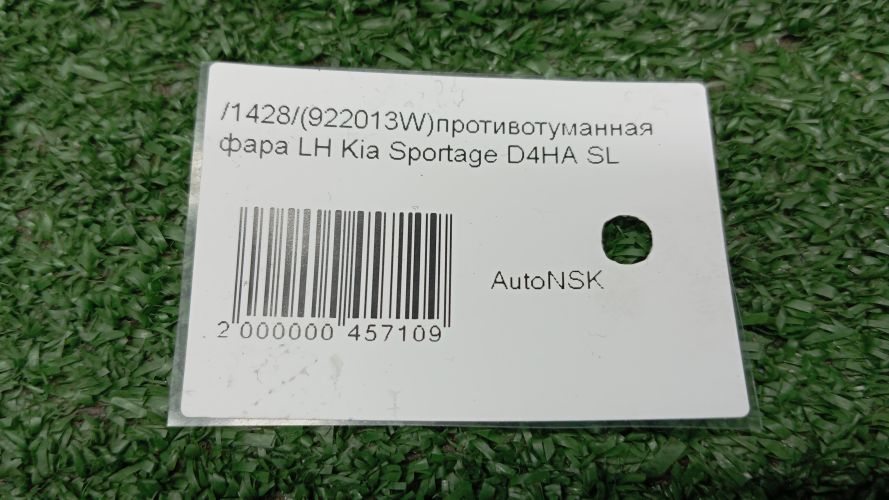 /1428/(922013W)противотуманная
фара LH Kia Sportage D4HA SL
AutoNSK
2 000000 457109